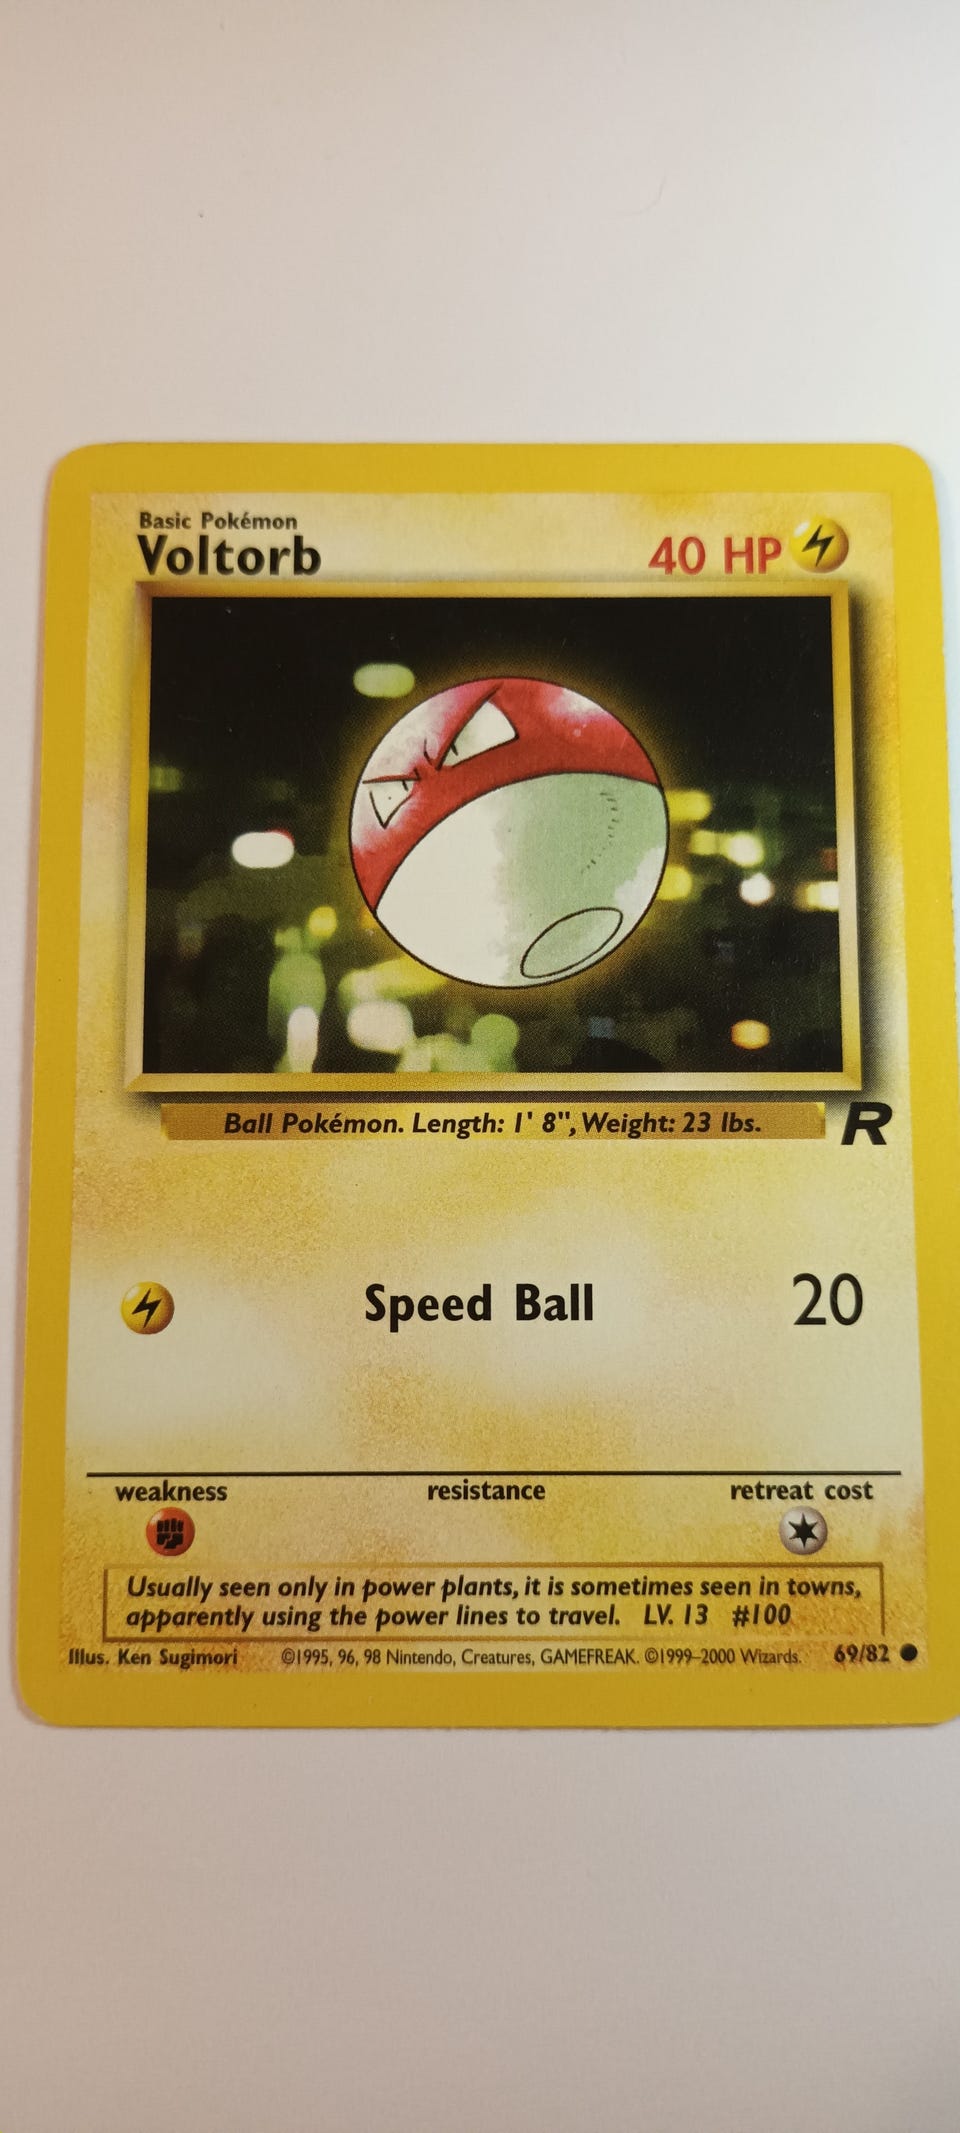 Basic Pokémon
Voltorb
40 HP
Ball Pokémon. Length: 1' 8", Weight: 23 lbs.
R
Speed Ball 20
weakness resistance retreat cost
Usually seen only in power plants, it is sometimes seen in towns,
apparently using the power lines to travel. LV. 13 #100
Illus. Ken Sugimori ©1995, 96, 98 Nintendo, Creatures, GAMEFREAK. ©1999–2000 Wizards. 69/82